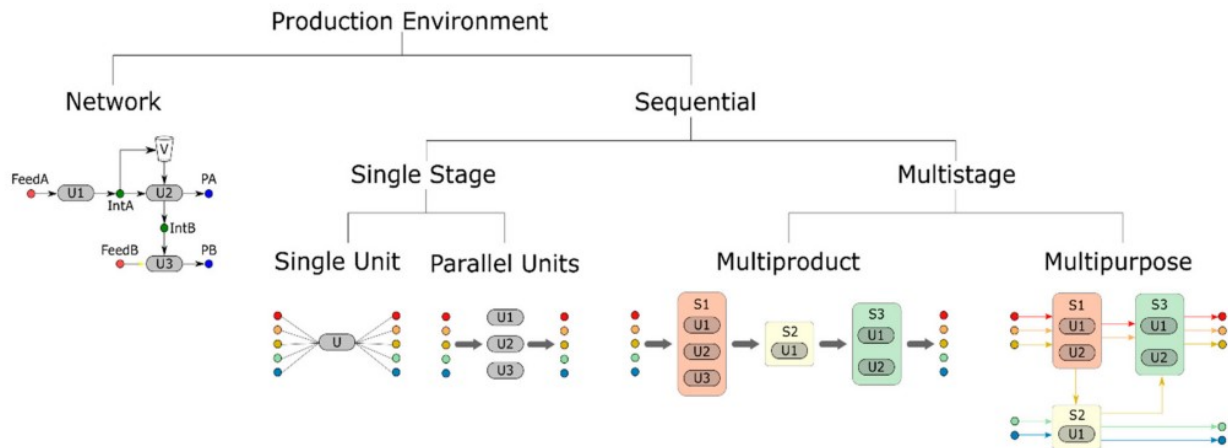 Production Environment
Network
Sequential
V
FeedA
U1
IntA
U2
PA
IntB
FeedB
U3
PB
Single Stage
Multistage
Single Unit
Parallel Units
Multiproduct
Multipurpose
U
U1
U2
U3
S1
U1
U2
U3
S2
U1
S3
U1
U2
S1
U1
U2
S3
U1
U2
S2
U1